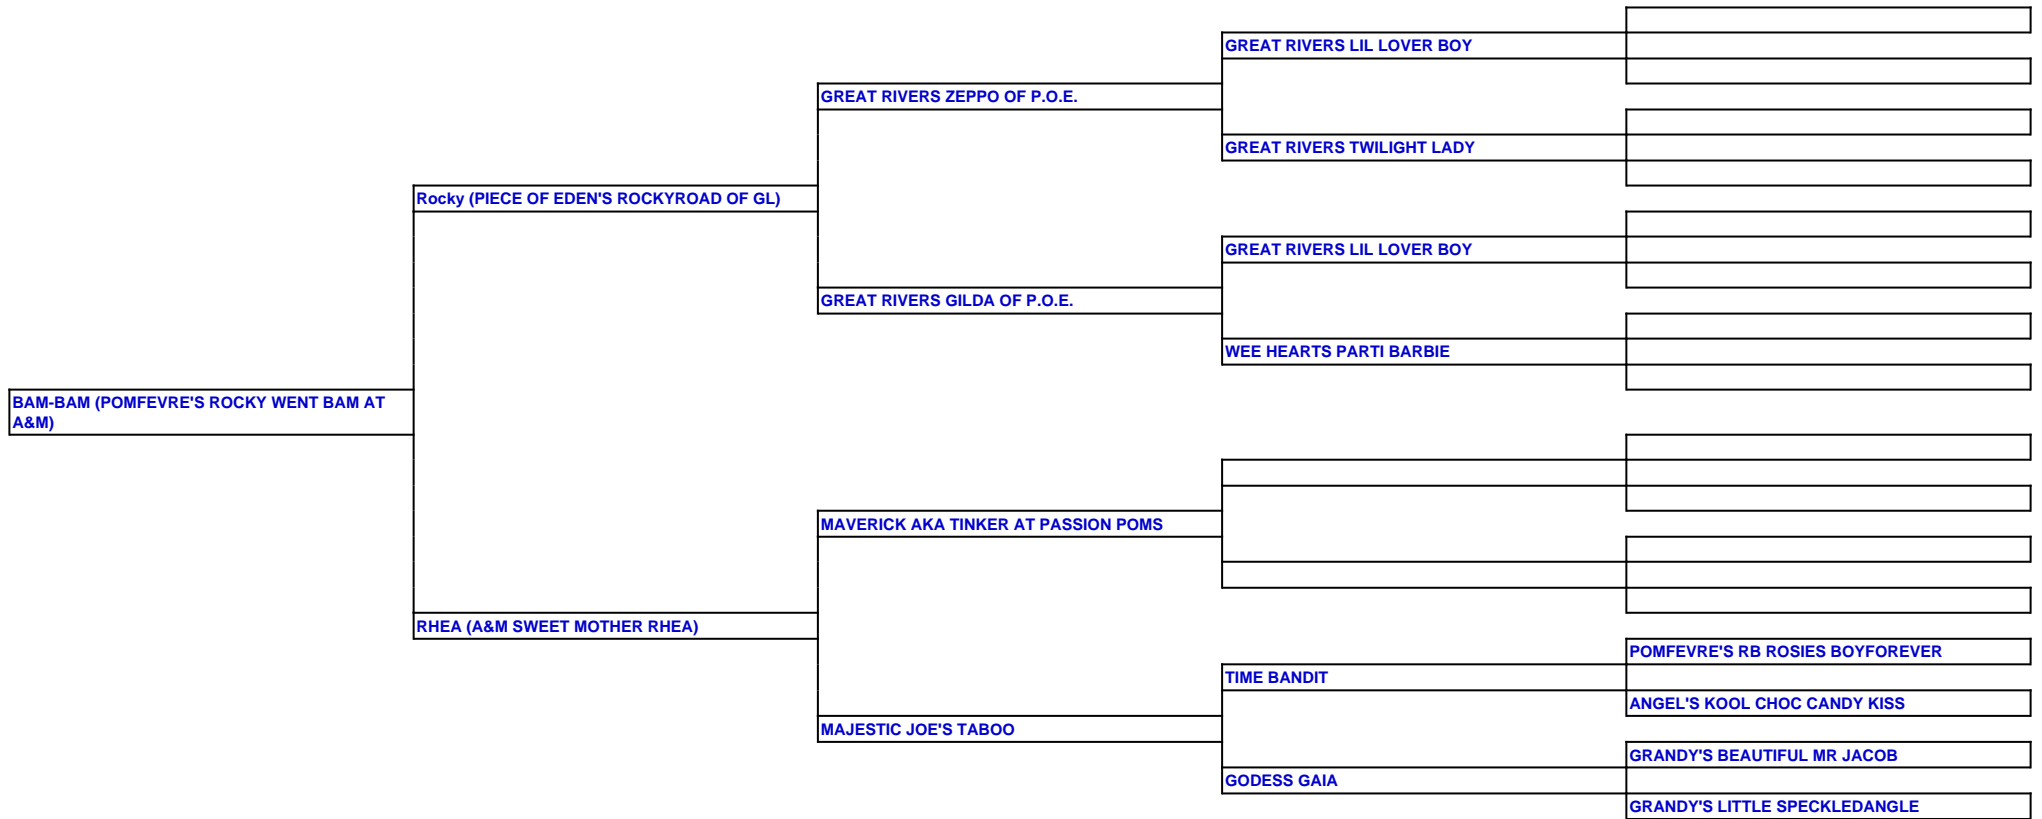 GREAT RIVERS LIL LOVER BOY
GREAT RIVERS ZEPPO OF P.O.E.
GREAT RIVERS TWILIGHT LADY
Rocky (PIECE OF EDEN'S ROCKYROAD OF GL)
GREAT RIVERS LIL LOVER BOY
GREAT RIVERS GILDA OF P.O.E.
WEE HEARTS PARTI BARBIE
BAM-BAM (POMFEVRE'S ROCKY WENT BAM AT
A&M)
MAVERICK AKA TINKER AT PASSION POMS
RHEA (A&M SWEET MOTHER RHEA)
POMFEVRE'S RB ROSIES BOYFOREVER
TIME BANDIT
ANGEL'S KOOL CHOC CANDY KISS
MAJESTIC JOE'S TABOO
GRANDY'S BEAUTIFUL MR JACOB
GODESS GAIA
GRANDY'S LITTLE SPECKLEDANGLE